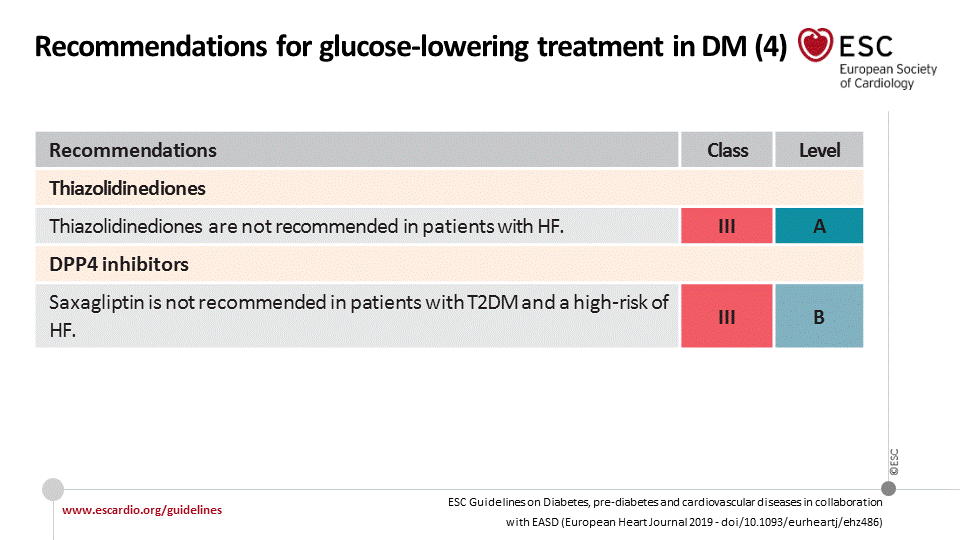 Recommendations for glucose-lowering treatment in DM (4)
ESC
European Society
of Cardiology
Recommendations Class Level
Thiazolidinediones
Thiazolidinediones are not recommended in patients with HF. III A
DPP4 inhibitors
Saxagliptin is not recommended in patients with T2DM and a high-risk of
HF.
III B
©ESC
www.escardio.org/guidelines
ESC Guidelines on Diabetes, pre-diabetes and cardiovascular diseases in collaboration
with EASD (European Heart Journal 2019 - doi/10.1093/eurheartj/ehz486)